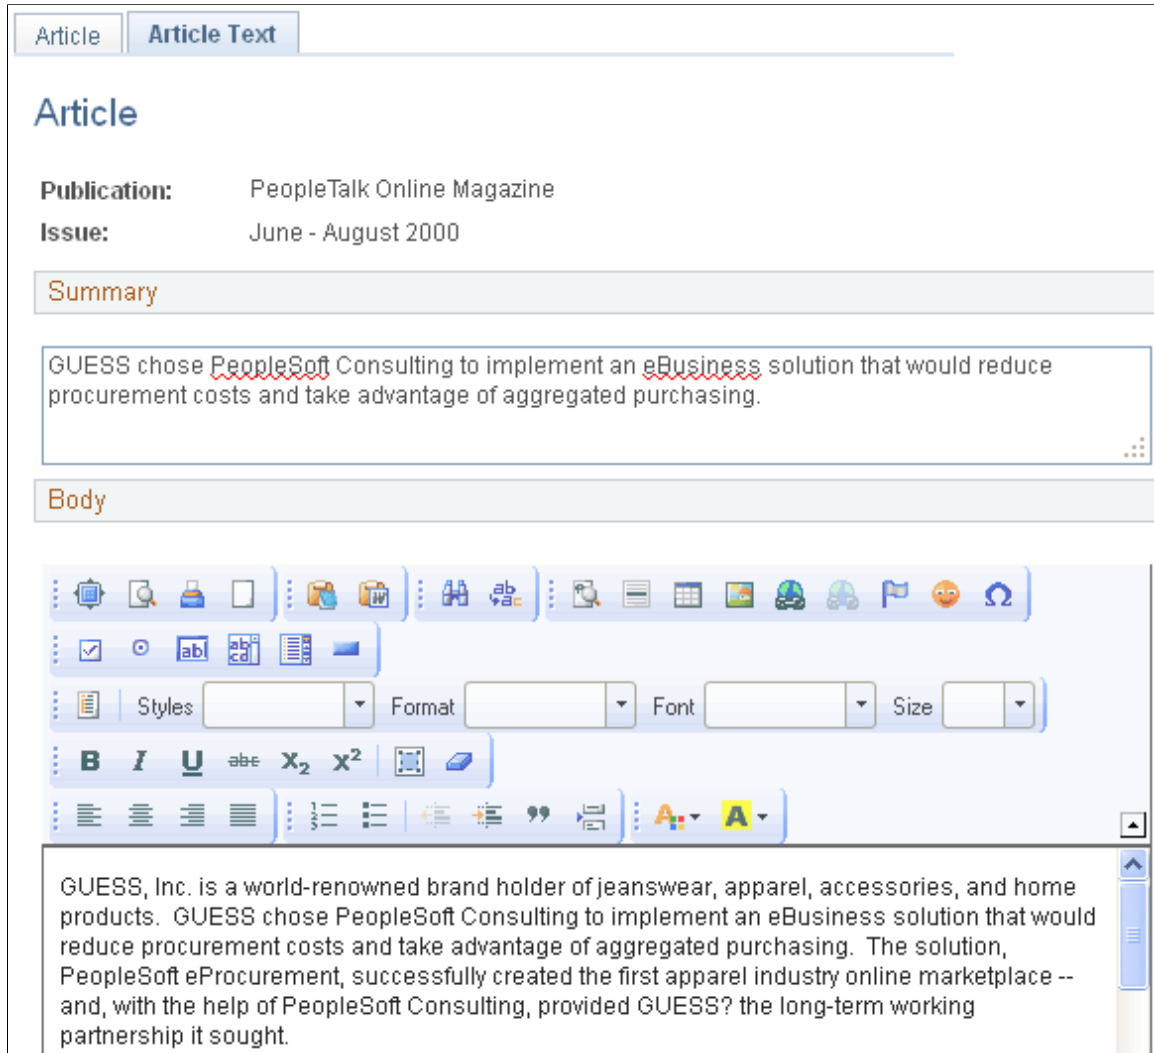 Article Article Text
Article
Publication: PeopleTalk Online Magazine
Issue: June - August 2000
Summary
GUESS chose PeopleSoft Consulting to implement an eBusiness solution that would reduce
procurement costs and take advantage of aggregated purchasing.
Body
Styles Format Font Size
B I U abc X₂ X²
GUESS, Inc. is a world-renowned brand holder of jeanswear, apparel, accessories, and home
products.  GUESS chose PeopleSoft Consulting to implement an eBusiness solution that would
reduce procurement costs and take advantage of aggregated purchasing.  The solution,
PeopleSoft eProcurement, successfully created the first apparel industry online marketplace --
and, with the help of PeopleSoft Consulting, provided GUESS? the long-term working
partnership it sought.